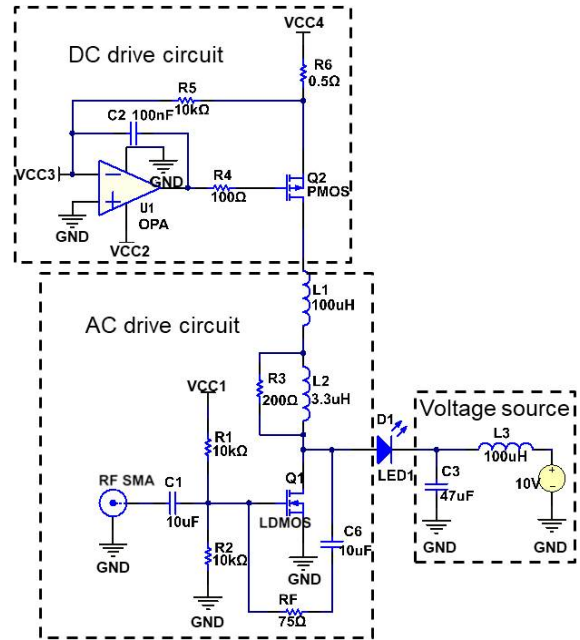 VCC4
DC drive circuit
R6
0.5Ω
R5
10kΩ
C2 100nF
VCC3
GND
R4
100Ω
Q2
PMOS
GND
U1
OPA
VCC2
L1
100uH
AC drive circuit
R3
200Ω
L2
3.3uH
VCC1
D1
LED1
Voltage source
L3
100uH
R1
10kΩ
C3
47uF
10V
RF SMA
C1
10uF
Q1
LDMOS
C6
10uF
GND
GND
GND
R2
10kΩ
GND
GND
RF
75Ω